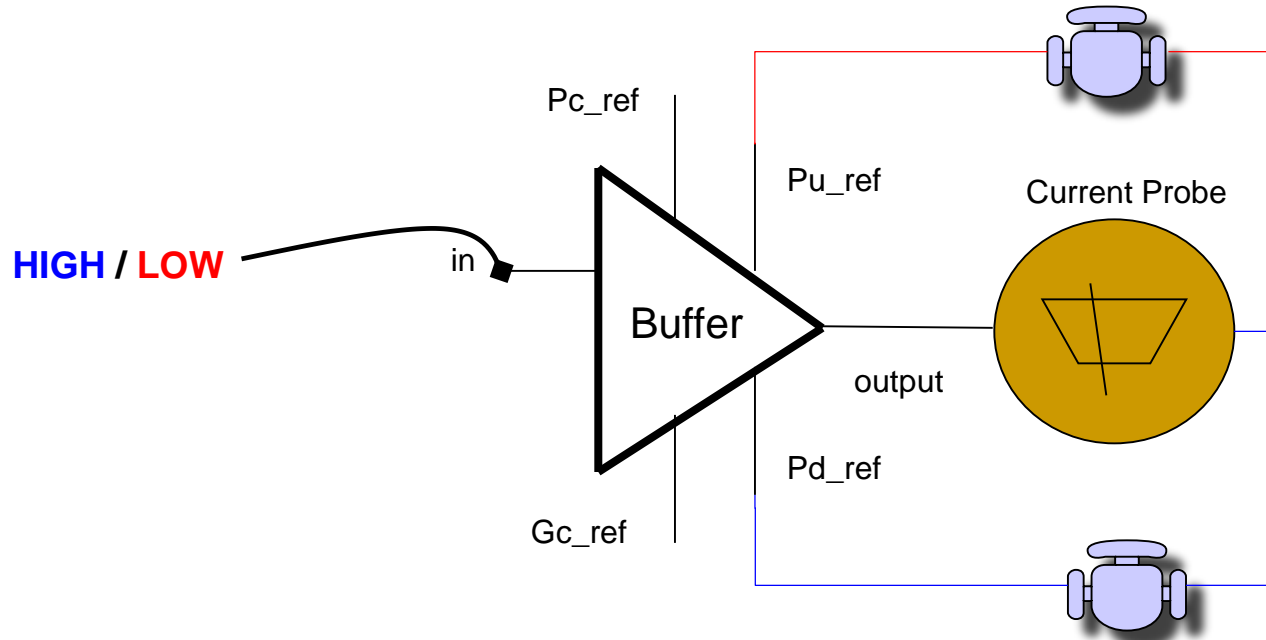 Pc_ref
Pu_ref
Current Probe
HIGH / LOW
in
Buffer
output
Pd_ref
Gc_ref